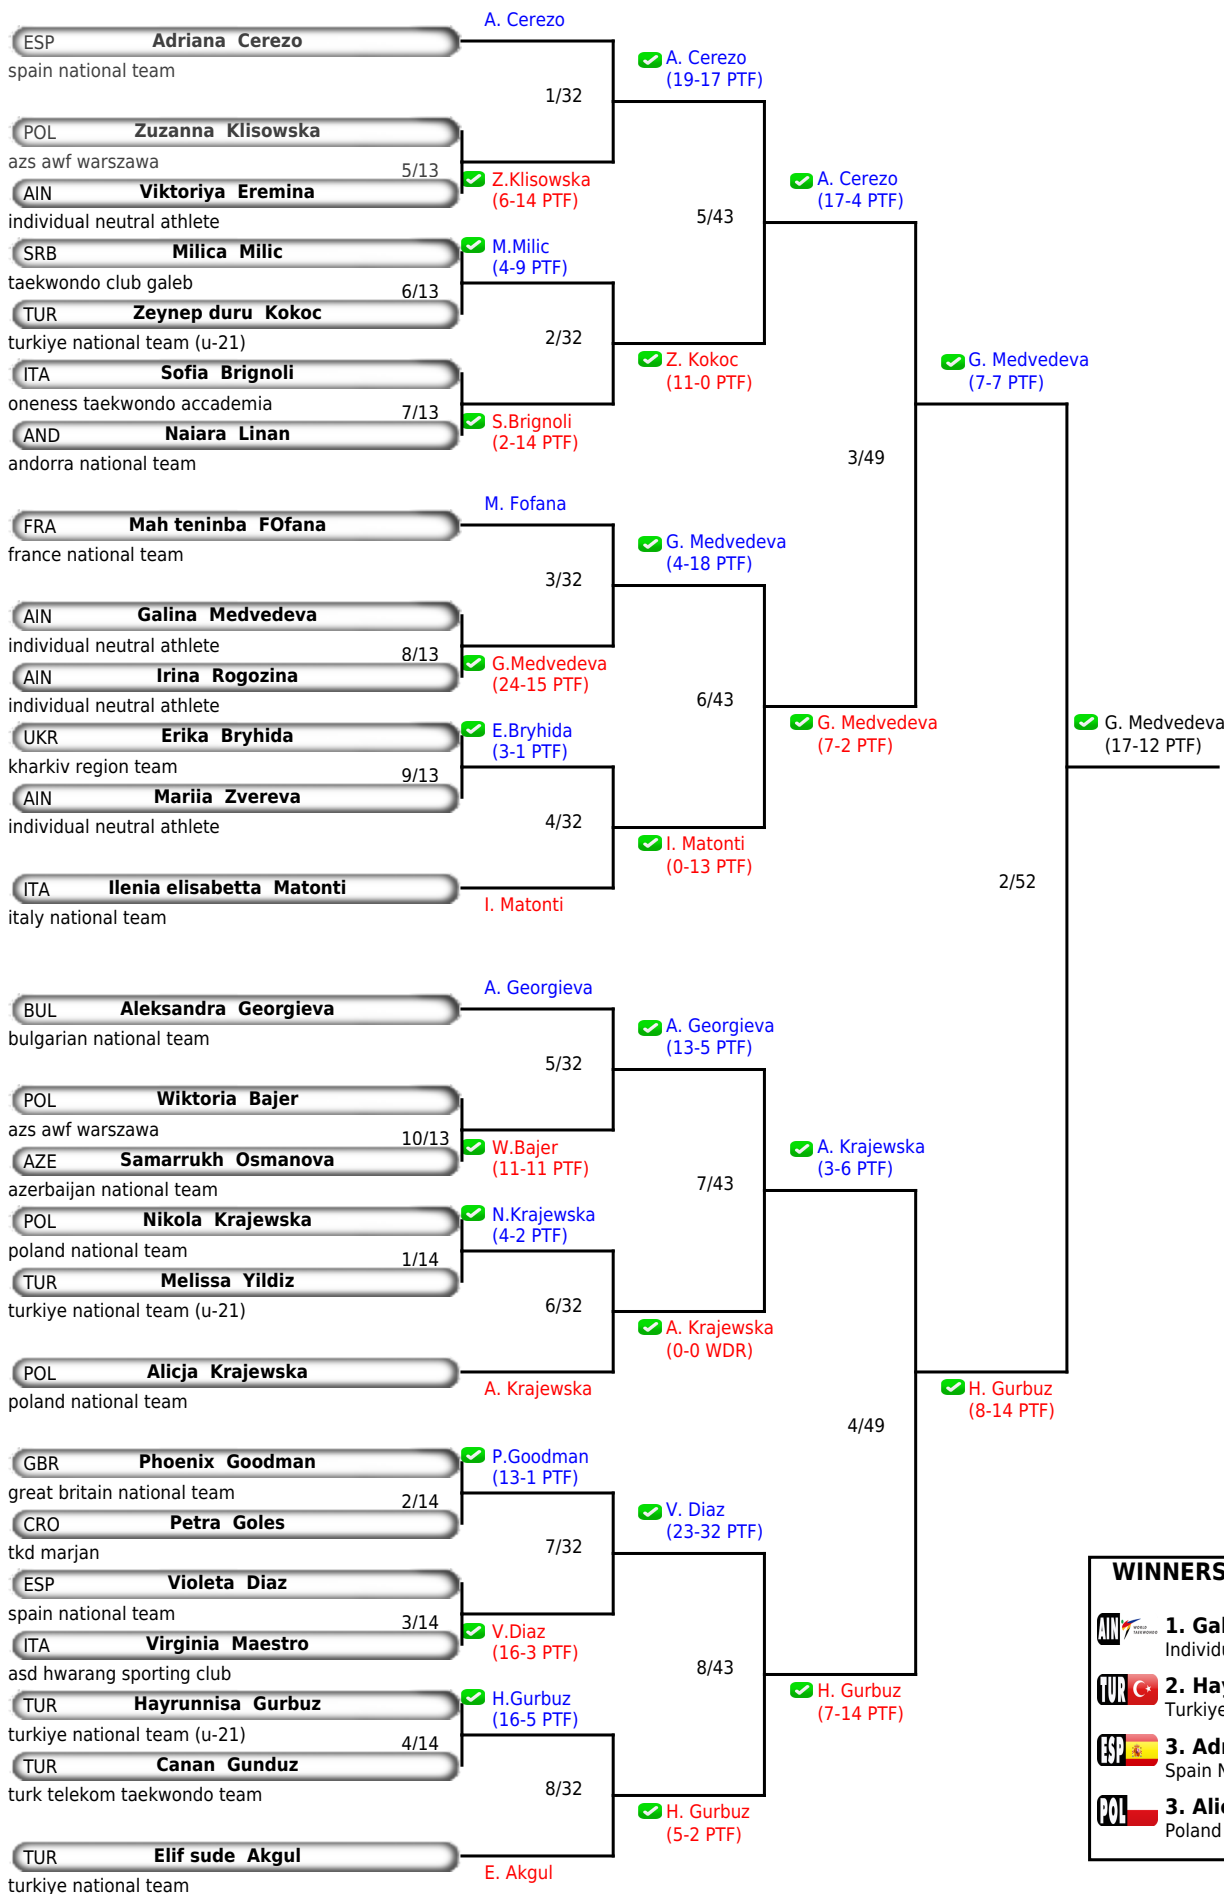 A. Cerezo
ESP Adriana Cerezo
spain national team
A. Cerezo
(19-17 PTF)
1/32
POL Zuzanna Klisowska
azs awf warszawa
5/13
AIN Viktoriya Eremina
individual neutral athlete
Z.Klisowska
(6-14 PTF)
A. Cerezo
(17-4 PTF)
5/43
SRB Milica Milic
taekwondo club galeb
M.Milic
(4-9 PTF)
6/13
TUR Zeynep duru Kokoc
turkiye national team (u-21)
2/32
Z. Kokoc
(11-0 PTF)
G. Medvedeva
(7-7 PTF)
ITA Sofia Brignoli
oneness taekwondo accademia
7/13
AND Naiara Linan
andorra national team
S.Brignoli
(2-14 PTF)
3/49
M. Fofana
FRA Mah teninba FOfana
france national team
G. Medvedeva
(4-18 PTF)
3/32
AIN Galina Medvedeva
individual neutral athlete
8/13
AIN Irina Rogozina
individual neutral athlete
G.Medvedeva
(24-15 PTF)
6/43
UKR Erika Bryhida
kharkiv region team
E.Bryhida
(3-1 PTF)
G. Medvedeva
(7-2 PTF)
G. Medvedeva
(17-12 PTF)
9/13
AIN Mariia Zvereva
individual neutral athlete
4/32
I. Matonti
(0-13 PTF)
ITA Ilenia elisabetta Matonti
italy national team
I. Matonti
2/52
A. Georgieva
BUL Aleksandra Georgieva
bulgarian national team
A. Georgieva
(13-5 PTF)
5/32
POL Wiktoria Bajer
azs awf warszawa
10/13
AZE Samarrukh Osmanova
azerbaijan national team
W.Bajer
(11-11 PTF)
A. Krajewska
(3-6 PTF)
7/43
POL Nikola Krajewska
poland national team
N.Krajewska
(4-2 PTF)
1/14
TUR Melissa Yildiz
turkiye national team (u-21)
6/32
A. Krajewska
(0-0 WDR)
POL Alicja Krajewska
poland national team
A. Krajewska
H. Gurbuz
(8-14 PTF)
4/49
GBR Phoenix Goodman
great britain national team
P.Goodman
(13-1 PTF)
2/14
CRO Petra Goles
tkd marjan
V. Diaz
(23-32 PTF)
7/32
ESP Violeta Diaz
spain national team
3/14
ITA Virginia Maestro
asd hwarang sporting club
V.Diaz
(16-3 PTF)
8/43
TUR Hayrunnisa Gurbuz
turkiye national team (u-21)
H.Gurbuz
(16-5 PTF)
H. Gurbuz
(7-14 PTF)
4/14
TUR Canan Gunduz
turk telekom taekwondo team
8/32
H. Gurbuz
(5-2 PTF)
TUR Elif sude Akgul
turkiye national team
E. Akgul
WINNERS
AIN 1. Gal
Individu
TUR 2. Hay
Turkiye
ESP 3. Adr
Spain N
POL 3. Alic
Poland